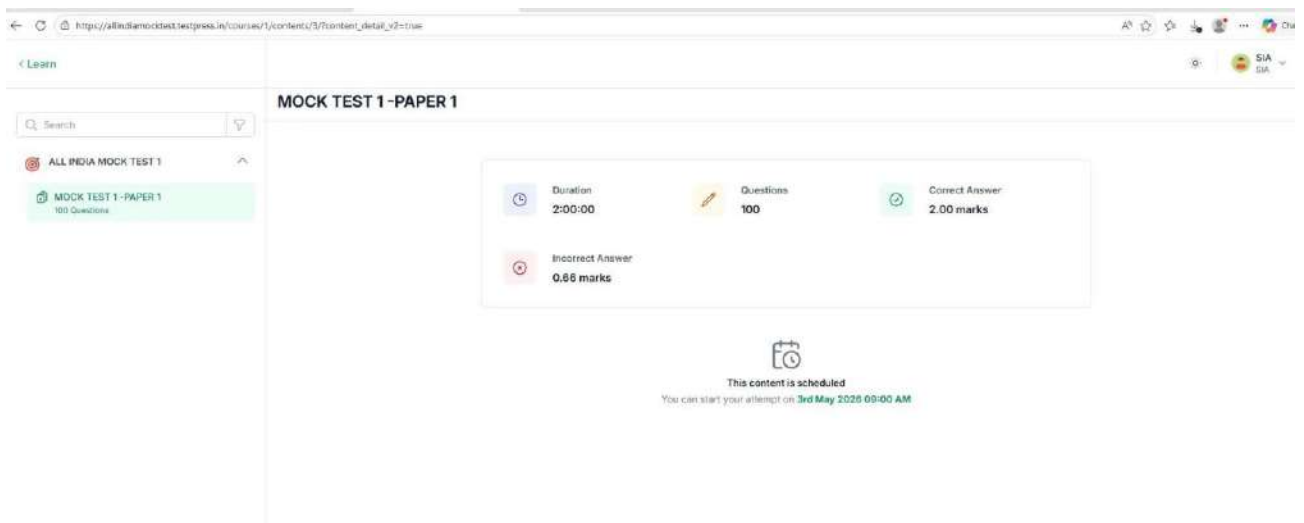 https://allindiamocktest.testpress.in/courses/1/contents/3/?content_detail_v2=true
< Learn
SIA
SIA
MOCK TEST 1 -PAPER 1
Search
ALL INDIA MOCK TEST 1
MOCK TEST 1 -PAPER 1
100 Questions
Duration
2:00:00
Questions
100
Correct Answer
2.00 marks
Incorrect Answer
0.66 marks
This content is scheduled
You can start your attempt on 3rd May 2026 09:00 AM